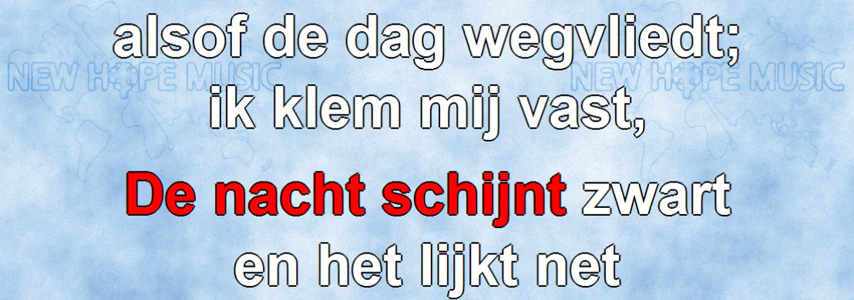 alsof de dag wegvliedt;
NEW HOPE MUSIC NEW HOPE MUSIC
ik klem mij vast,
De nacht schijnt zwart
en het lijkt net